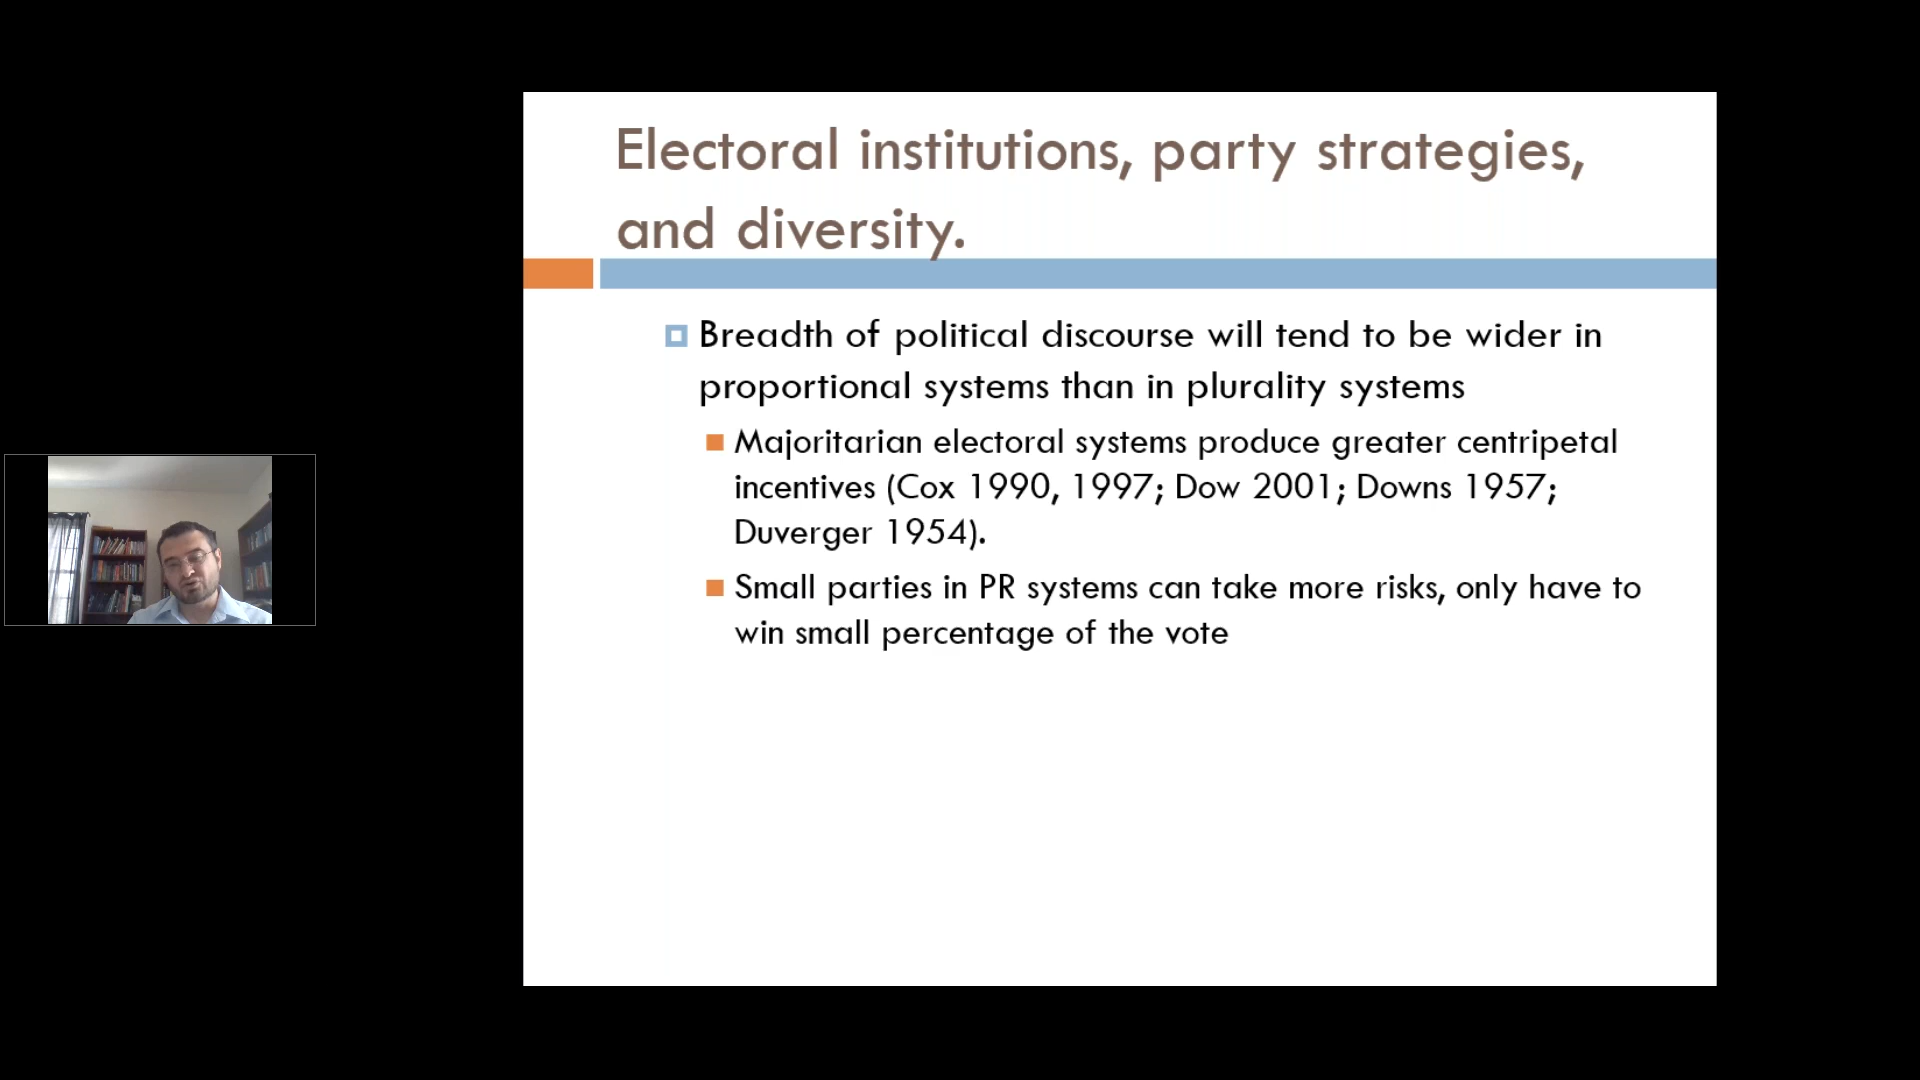 Electoral institutions, party strategies,
and diversity.
Breadth of political discourse will tend to be wider in
proportional systems than in plurality systems
Majoritarian electoral systems produce greater centripetal
incentives (Cox 1990, 1997; Dow 2001; Downs 1957;
Duverger 1954).
Small parties in PR systems can take more risks, only have to
win small percentage of the vote